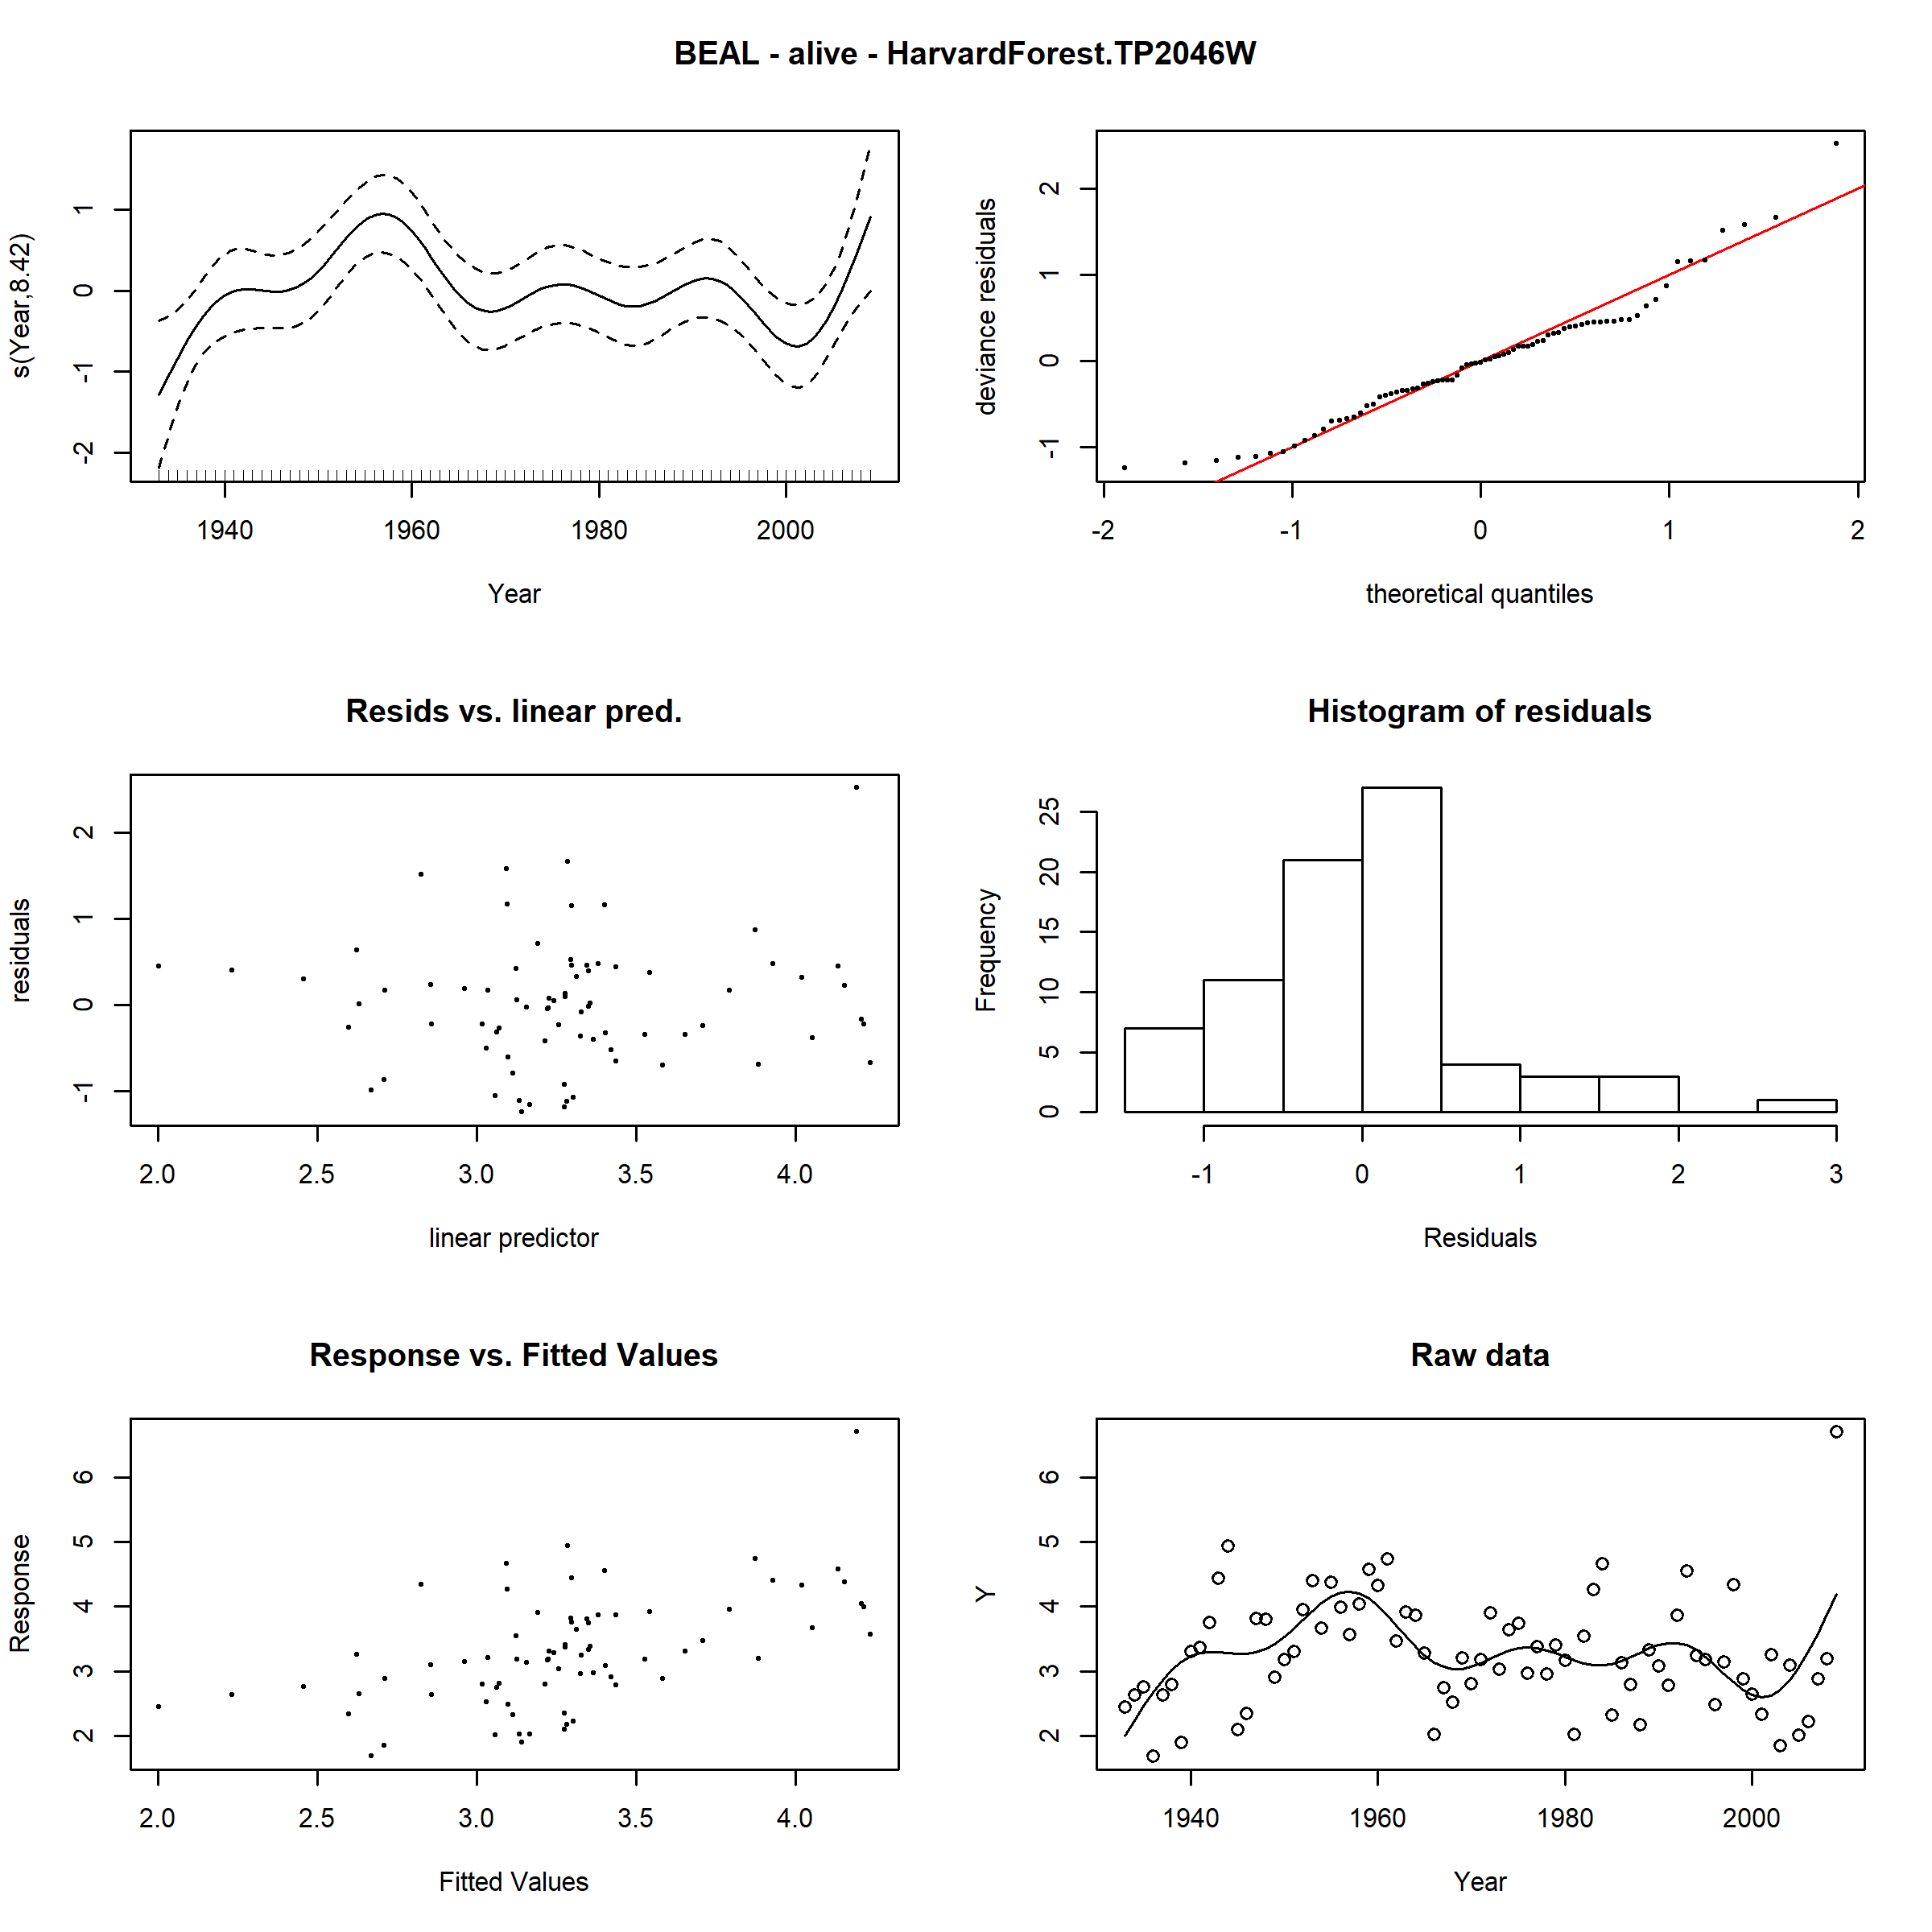 BEAL - alive - HarvardForest.TP2046W
s(Year,8.42)
1
0
-1
-2
1940 1960 1980 2000
Year
deviance residuals
2
1
0
-1
-2 -1 0 1 2
theoretical quantiles
Resids vs. linear pred.
residuals
2
1
0
-1
2.0 2.5 3.0 3.5 4.0
linear predictor
Histogram of residuals
Frequency
25
20
15
10
5
0
-1 0 1 2 3
Residuals
Response vs. Fitted Values
Response
6
5
4
3
2
2.0 2.5 3.0 3.5 4.0
Fitted Values
Raw data
Y
6
5
4
3
2
1940 1960 1980 2000
Year